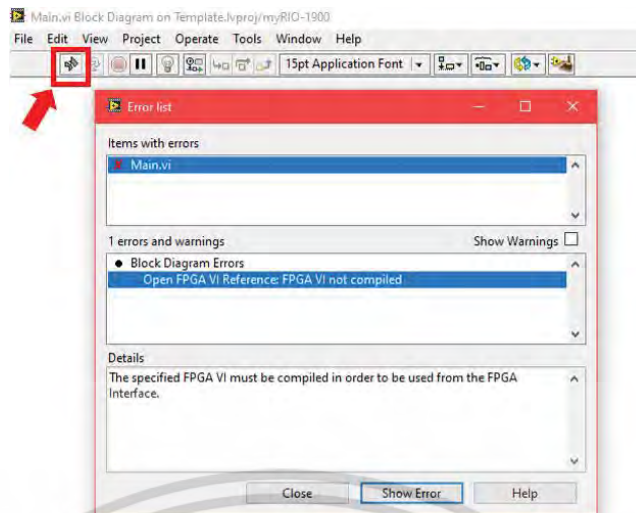 Main.vi Block Diagram on Template.lvproj/myRIO-1900
File Edit View Project Operate Tools Window Help
15pt Application Font
Error list
Items with errors
Main.vi
1 errors and warnings Show Warnings
Block Diagram Errors
Open FPGA VI Reference: FPGA VI not compiled
Details
The specified FPGA VI must be compiled in order to be used from the FPGA
Interface.
Close Show Error Help